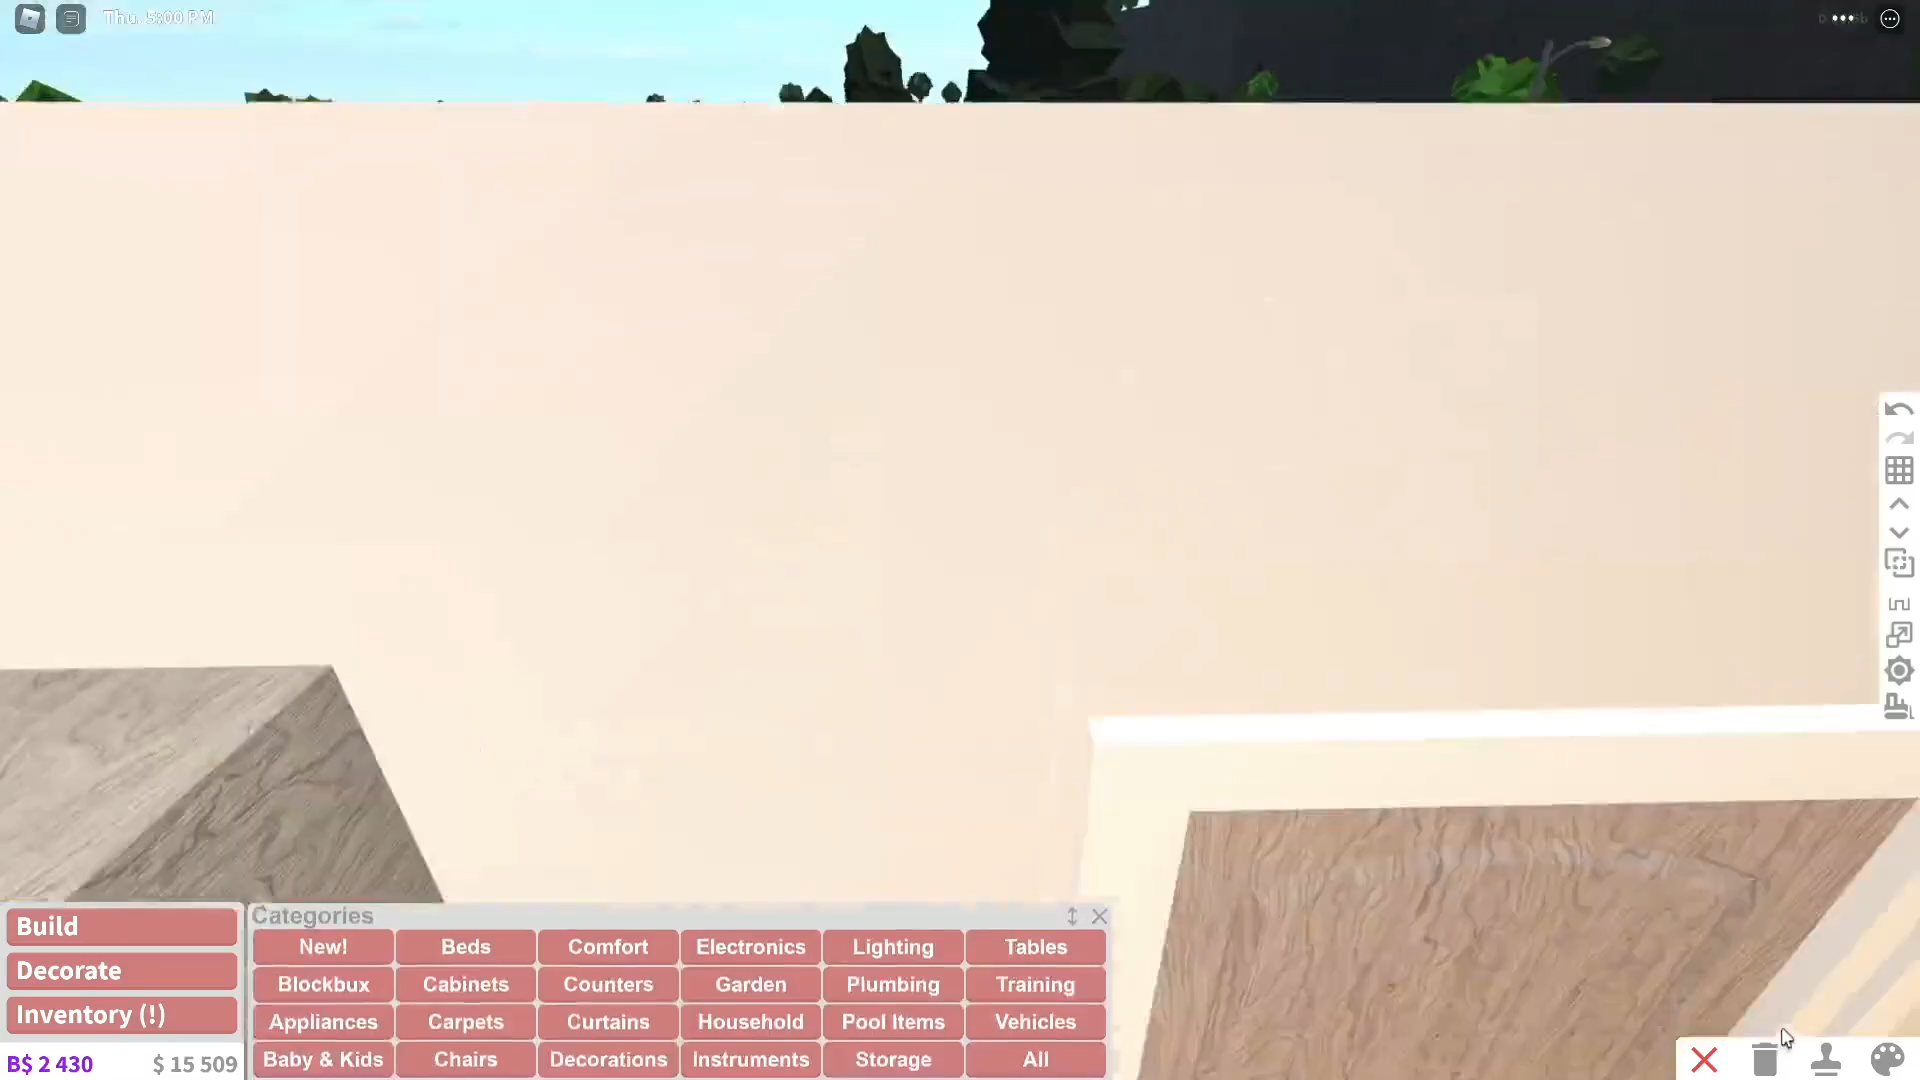 Thu. 5:00 PM
Build
Decorate
Inventory (!)
B$ 2 430 $ 15 509
Categories
New! Beds Comfort Electronics Lighting Tables
Blockbux Cabinets Counters Garden Plumbing Training
Appliances Carpets Curtains Household Pool Items Vehicles
Baby & Kids Chairs Decorations Instruments Storage All